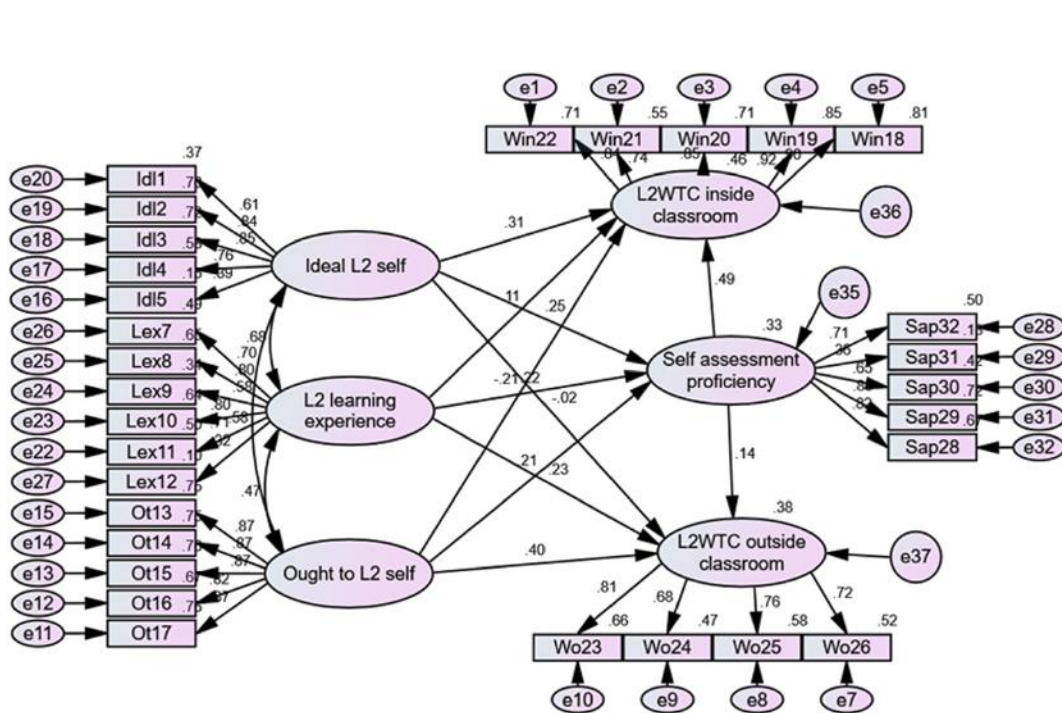 e1 e2 e3 e4 e5
.71 .55 .71 .85 .81
Win22 Win21 Win20 Win19 Win18
.74 .85 .46 .92
L2WTC inside
classroom
e36
.37
e20 Idl1
e19 Idl2
e18 Idl3
e17 Idl4
e16 Idl5
.61
.84
.85
.76
.39
Ideal L2 self
.31
.49
11
.25
e26 Lex7
e25 Lex8
e24 Lex9
e23 Lex10
e22 Lex11
e27 Lex12
.68
.70
.80
.58
.80
.58
.47
L2 learning
experience
-.21
.22
-.02
21
.23
e35
.33
Self assessment
proficiency
.71
.36
.65
.50
Sap32 e28
Sap31 e29
Sap30 e30
Sap29 e31
Sap28 e32
.14
e15 Ot13
e14 Ot14
e13 Ot15
e12 Ot16
e11 Ot17
.87
.87
.87
Ought to L2 self
.40
.38
L2WTC outside
classroom
e37
.81 .68 .76 .72
.66 .47 .58 .52
Wo23 Wo24 Wo25 Wo26
e10 e9 e8 e7